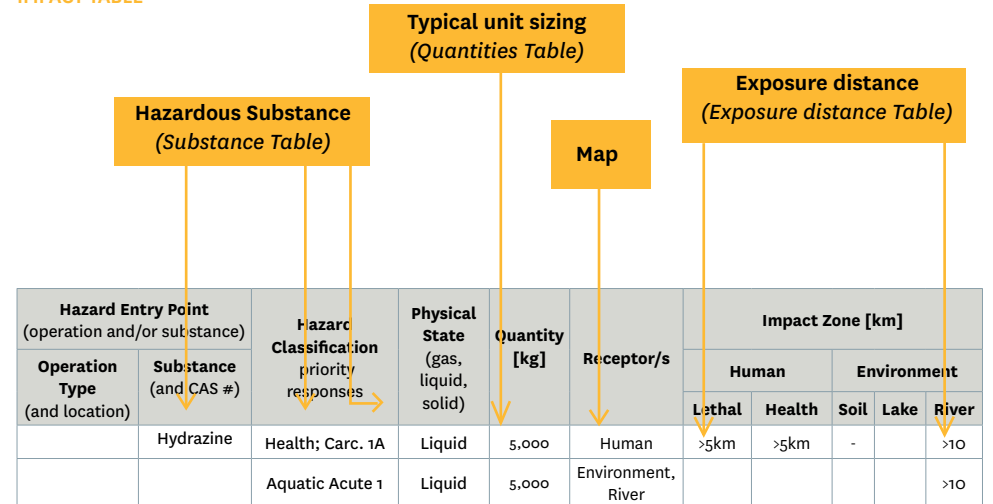 IMPACT TABLE
Typical unit sizing
(Quantities Table)
Exposure distance
(Exposure distance Table)
Hazardous Substance
(Substance Table)
Map
Hazard Entry Point
(operation and/or substance)
Hazard
Classification
priority
responses
Physical
State
(gas,
liquid,
solid)
Quantity
[kg]
Receptor/s
Impact Zone [km]
Operation
Type
(and location)
Substance
(and CAS #)
Human
Environment
Lethal
Health
Soil
Lake
River
Hydrazine
Health; Carc. 1A
Liquid
5,000
Human
>5km
>5km
-
>10
Aquatic Acute 1
Liquid
5,000
Environment,
River
>10